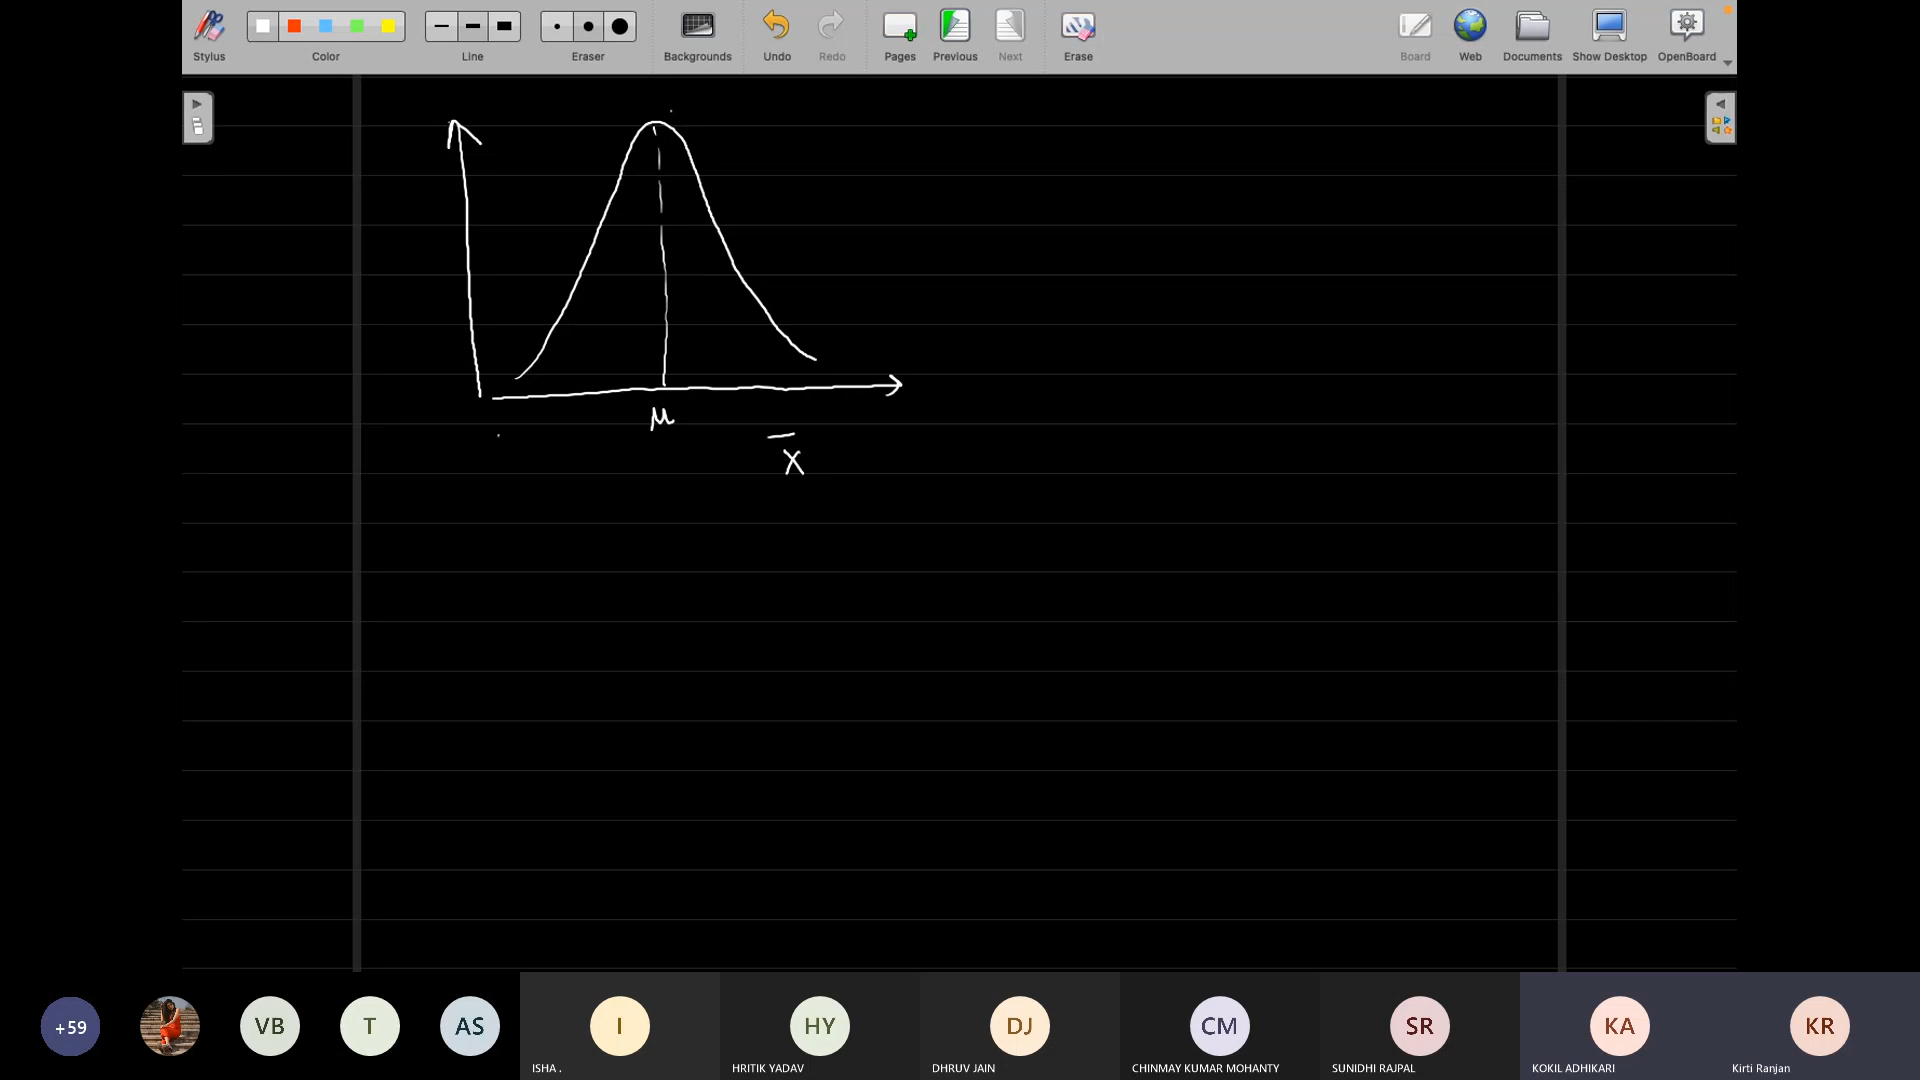 Stylus Color Line Eraser Backgrounds Undo Redo Pages Previous Next Erase Board Web Documents Show Desktop OpenBoard
μ
X̄
+59 VB T AS I HY DJ CM SR KA KR
ISHA . HRITIK YADAV DHRUV JAIN CHINMAY KUMAR MOHANTY SUNIDHI RAJPAL KOKIL ADHIKARI Kirti Ranjan